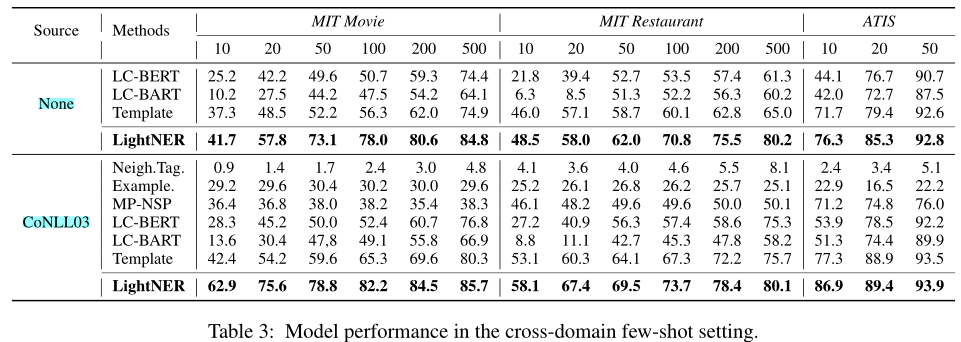 Source Methods MIT Movie MIT Restaurant ATIS
10 20 50 100 200 500 10 20 50 100 200 500 10 20 50
None
LC-BERT 25.2 42.2 49.6 50.7 59.3 74.4 21.8 39.4 52.7 53.5 57.4 61.3 44.1 76.7 90.7
LC-BART 10.2 27.5 44.2 47.5 54.2 64.1 6.3 8.5 51.3 52.2 56.3 60.2 42.0 72.7 87.5
Template 37.3 48.5 52.2 56.3 62.0 74.9 46.0 57.1 58.7 60.1 62.8 65.0 71.7 79.4 92.6
LightNER 41.7 57.8 73.1 78.0 80.6 84.8 48.5 58.0 62.0 70.8 75.5 80.2 76.3 85.3 92.8
CoNLL03
Neigh.Tag. 0.9 1.4 1.7 2.4 3.0 4.8 4.1 3.6 4.0 4.6 5.5 8.1 2.4 3.4 5.1
Example. 29.2 29.6 30.4 30.2 30.0 29.6 25.2 26.1 26.8 26.2 25.7 25.1 22.9 16.5 22.2
MP-NSP 36.4 36.8 38.0 38.2 35.4 38.3 46.1 48.2 49.6 49.6 50.0 50.1 71.2 74.8 76.0
LC-BERT 28.3 45.2 50.0 52.4 60.7 76.8 27.2 40.9 56.3 57.4 58.6 75.3 53.9 78.5 92.2
LC-BART 13.6 30.4 47,8 49.1 55.8 66.9 8.8 11.1 42.7 45.3 47.8 58.2 51.3 74.4 89.9
Template 42.4 54.2 59.6 65.3 69.6 80.3 53.1 60.3 64.1 67.3 72.2 75.7 77.3 88.9 93.5
LightNER 62.9 75.6 78.8 82.2 84.5 85.7 58.1 67.4 69.5 73.7 78.4 80.1 86.9 89.4 93.9
Table 3: Model performance in the cross-domain few-shot setting.